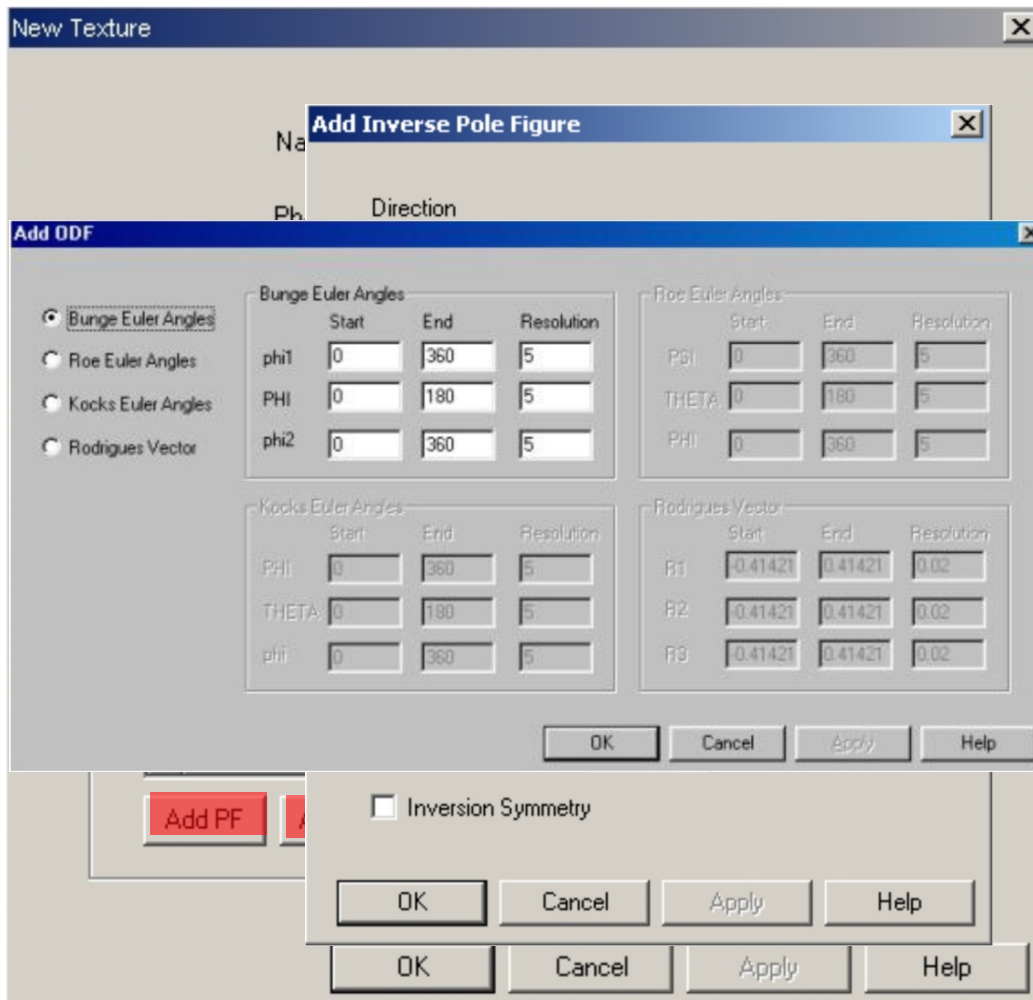 New Texture
Add Inverse Pole Figure
Na
Direction
Ph
Add ODF
Bunge Euler Angles
Roe Euler Angles
Kocks Euler Angles
Rodrigues Vector
Bunge Euler Angles
Start End Resolution
phi1 0 360 5
PHI 0 180 5
phi2 0 360 5
Roe Euler Angles
Start End Resolution
PSI 0 360 5
THETA 0 180 5
PHI 0 360 5
Kocks Euler Angles
Start End Resolution
PHI 0 360 5
THETA 0 180 5
phi 0 360 5
Rodrigues Vector
Start End Resolution
R1 -0.41421 0.41421 0.02
R2 -0.41421 0.41421 0.02
R3 -0.41421 0.41421 0.02
OK Cancel Apply Help
Add PF
Inversion Symmetry
OK Cancel Apply Help
OK Cancel Apply Help